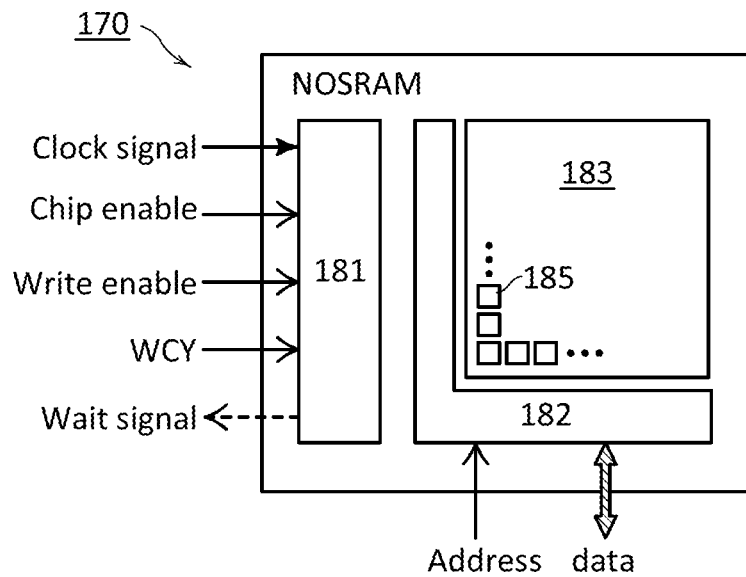 170
NOSRAM
Clock signal
Chip enable
Write enable
WCY
Wait signal
181
183
185
182
Address data